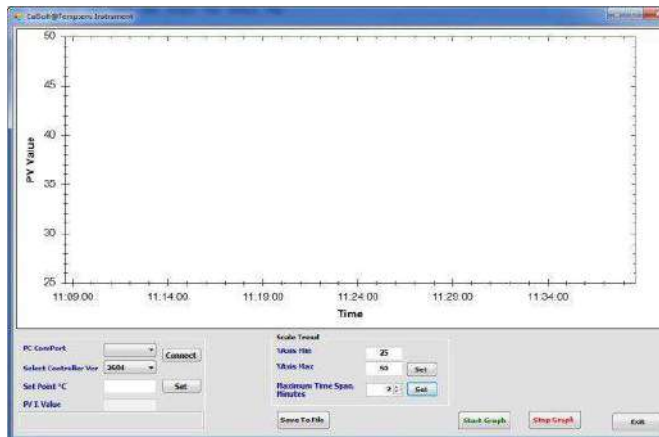 CalSoft@Tempsens Instrument
50
45
40
35
30
25
PV Value
11:09:00 11:14:00 11:19:00 11:24:00 11:29:00 11:34:00
Time
PC ComPort
Connect
Select Controller Ver
Set Point °C
Set
PV I. Value
Scale Trend
YAxis Min 25
YAxis Max 50 Set
Maximum Time Span, Minutes
Set
Save To File
Start Graph
Stop Graph
Exit